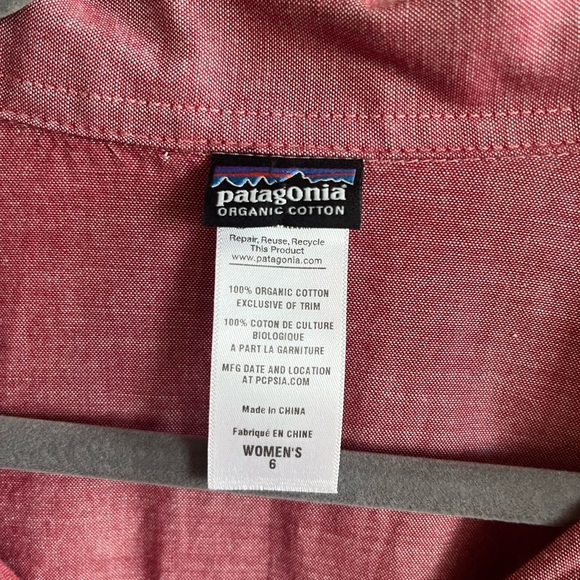 patagonia
ORGANIC COTTON
Repair, Reuse, Recycle
This Product
www.patagonia.com
100% ORGANIC COTTON
EXCLUSIVE OF TRIM
100% COTON DE CULTURE
BIOLOGIQUE
A PART LA GARNITURE
MFG DATE AND LOCATION
AT PCPSIA.COM
Made in CHINA
Fabriqué EN CHINE
WOMEN'S
6